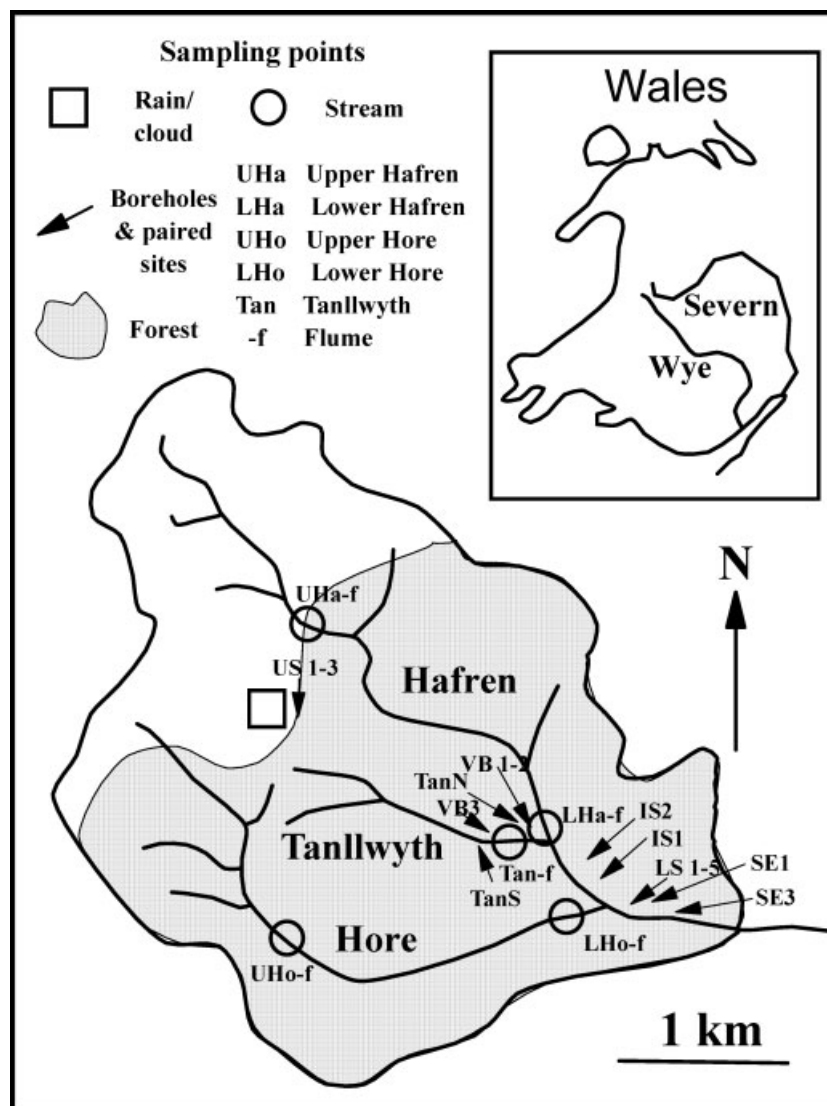 Sampling points
Rain/
cloud
Stream
Boreholes
& paired
sites
UHa Upper Hafren
LHa Lower Hafren
UHo Upper Hore
LHo Lower Hore
Tan Tanllwyth
-f Flume
Forest
Wales
Severn
Wye
N
UHa-f
US 1-3
Hafren
VB 1-2
TanN
VB3
LHa-f
IS2
IS1
Tanllwyth
Tan-f
LS 1-5
SE1
TanS
SE3
Hore
UHo-f
LHo-f
1 km